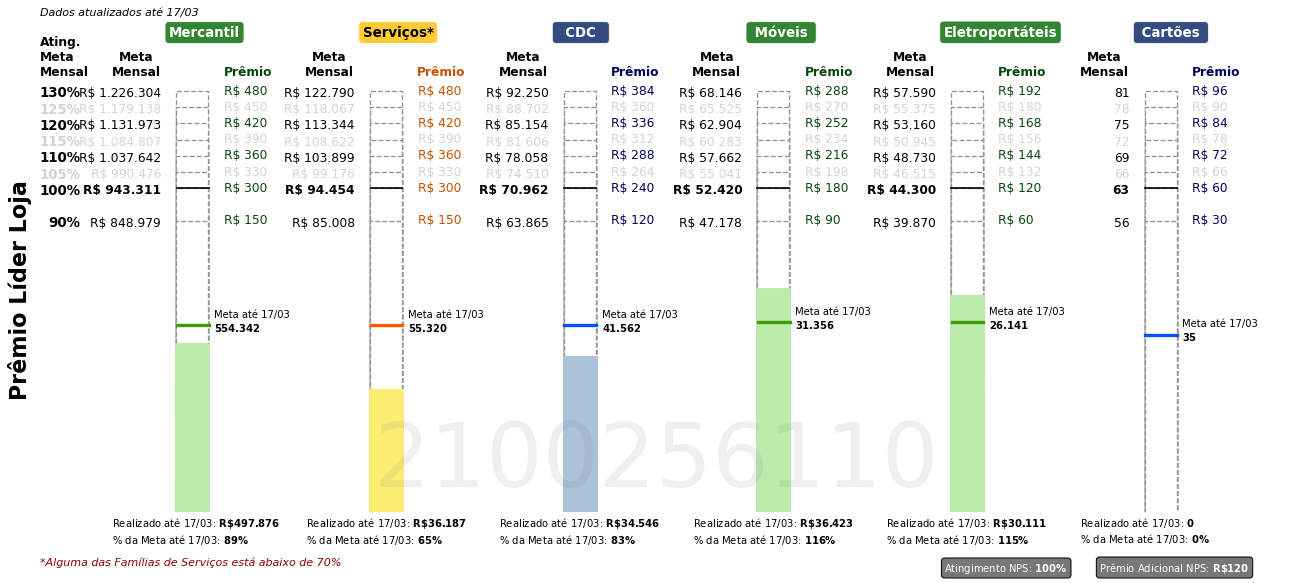 Dados atualizados até 17/03
Mercantil Serviços* CDC Móveis Eletroportáteis Cartões
Ating. Meta Mensal Meta Mensal Prêmio Meta Mensal Prêmio Meta Mensal Prêmio Meta Mensal Prêmio Meta Mensal Prêmio Meta Mensal Prêmio
130% R$ 1.226.304 R$ 480 R$ 122.790 R$ 480 R$ 92.250 R$ 384 R$ 68.146 R$ 288 R$ 57.590 R$ 192 81 R$ 96
125% R$ 1.179.138 R$ 450 R$ 118.067 R$ 450 R$ 88.702 R$ 360 R$ 65.525 R$ 270 R$ 55.375 R$ 180 78 R$ 90
120% R$ 1.131.973 R$ 420 R$ 113.344 R$ 420 R$ 85.154 R$ 336 R$ 62.904 R$ 252 R$ 53.160 R$ 168 75 R$ 84
115% R$ 1.084.807 R$ 390 R$ 108.622 R$ 390 R$ 81.606 R$ 312 R$ 60.283 R$ 234 R$ 50.945 R$ 156 72 R$ 78
110% R$ 1.037.642 R$ 360 R$ 103.899 R$ 360 R$ 78.058 R$ 288 R$ 57.662 R$ 216 R$ 48.730 R$ 144 69 R$ 72
105% R$ 990.476 R$ 330 R$ 99.176 R$ 330 R$ 74.510 R$ 264 R$ 55.041 R$ 198 R$ 46.515 R$ 132 66 R$ 66
100% R$ 943.311 R$ 300 R$ 94.454 R$ 300 R$ 70.962 R$ 240 R$ 52.420 R$ 180 R$ 44.300 R$ 120 63 R$ 60
90% R$ 848.979 R$ 150 R$ 85.008 R$ 150 R$ 63.865 R$ 120 R$ 47.178 R$ 90 R$ 39.870 R$ 60 56 R$ 30
Prêmio Líder Loja
Meta até 17/03 Meta até 17/03 Meta até 17/03 Meta até 17/03 Meta até 17/03 Meta até 17/03
554.342 55.320 41.562 31.356 26.141 35
2100256110
Realizado até 17/03: R$497.876 Realizado até 17/03: R$36.187 Realizado até 17/03: R$34.546 Realizado até 17/03: R$36.423 Realizado até 17/03: R$30.111 Realizado até 17/03: 0
% da Meta até 17/03: 89% % da Meta até 17/03: 65% % da Meta até 17/03: 83% % da Meta até 17/03: 116% % da Meta até 17/03: 115% % da Meta até 17/03: 0%
*Alguma das Famílias de Serviços está abaixo de 70% Atingimento NPS: 100% Prêmio Adicional NPS: R$120